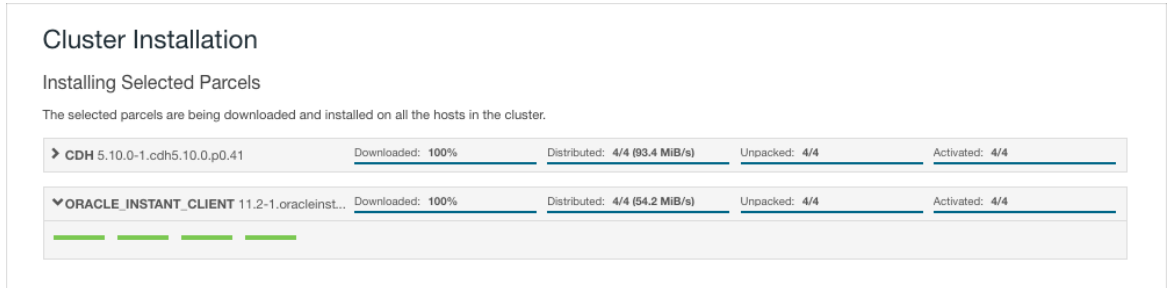 Cluster Installation
Installing Selected Parcels
The selected parcels are being downloaded and installed on all the hosts in the cluster.
CDH 5.10.0-1.cdh5.10.0.p0.41 Downloaded: 100% Distributed: 4/4 (93.4 MiB/s) Unpacked: 4/4 Activated: 4/4
ORACLE_INSTANT_CLIENT 11.2-1.oracleinst... Downloaded: 100% Distributed: 4/4 (54.2 MiB/s) Unpacked: 4/4 Activated: 4/4